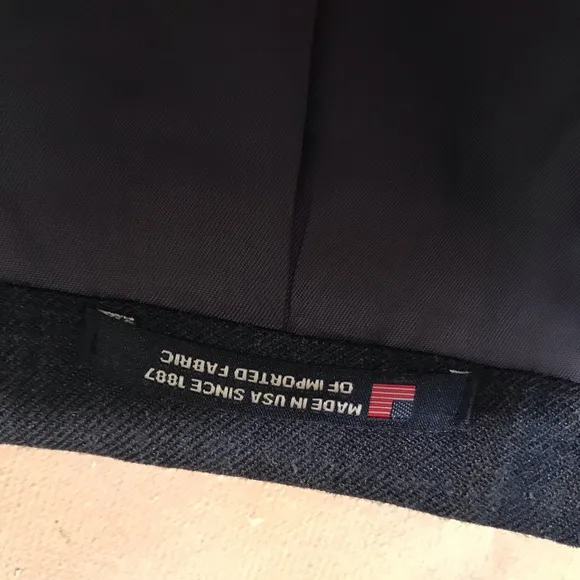 MADE IN USA SINCE 1887
OF IMPORTED FABRIC